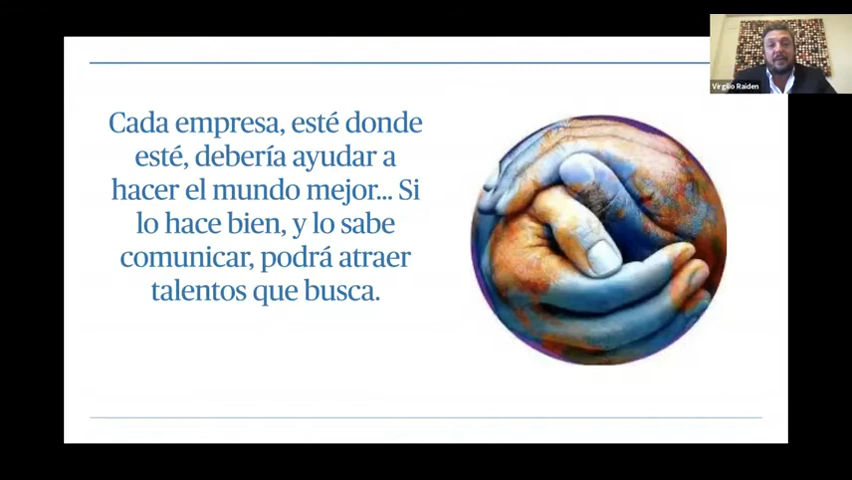 Cada empresa, esté donde
esté, debería ayudar a
hacer el mundo mejor... Si
lo hace bien, y lo sabe
comunicar, podrá atraer
talentos que busca.
Virgilio Raiden